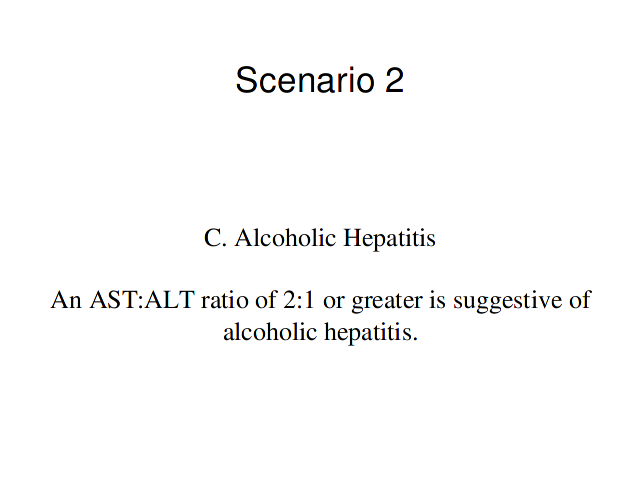 Scenario 2
C. Alcoholic Hepatitis
An AST:ALT ratio of 2:1 or greater is suggestive of
alcoholic hepatitis.